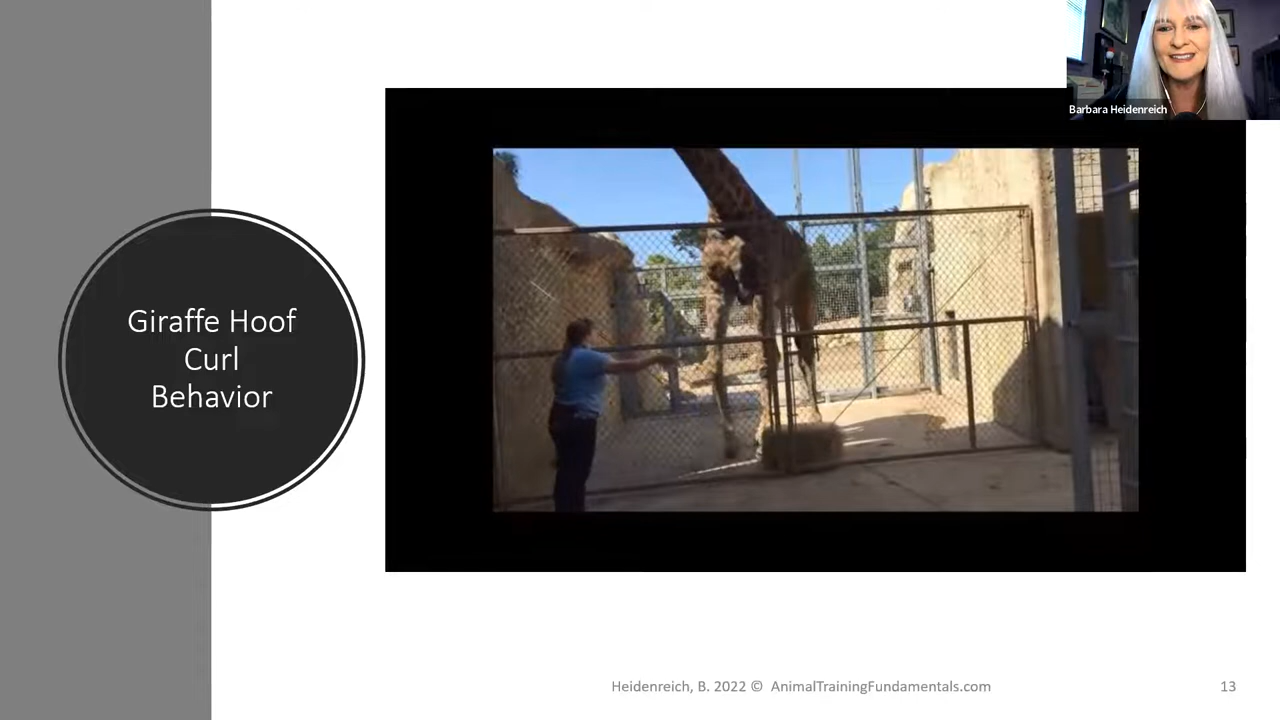 Barbara Heidenreich
Giraffe Hoof
Curl
Behavior
Heidenreich, B. 2022 © AnimalTrainingFundamentals.com
13